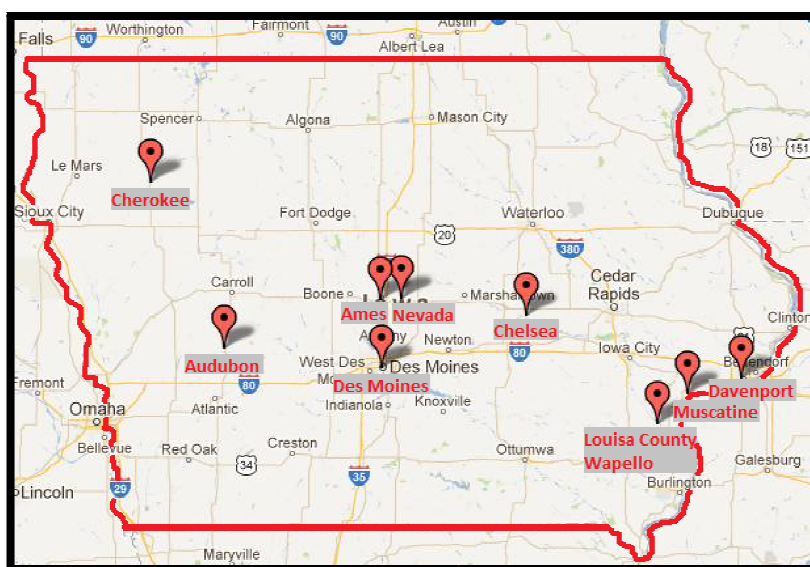 Falls
90
Worthington
Fairmont
90
Austin
Albert Lea
Spencer
Algona
Mason City
18
151
Le Mars
Cherokee
Sioux City
Fort Dodge
20
Waterloo
Dubuque
380
Carroll
Boone
Cedar
Rapids
Ames
Nevada
Chelsea
Clinton
Audubon
Newton
Iowa City
West Des
Des Moines
80
80
Des Moines
Davenport
Fremont
Atlantic
Indianola
Knoxville
Muscatine
Omaha
Louisa County
Wapello
Bellevue
Red Oak
Creston
Ottumwa
34
35
Galesburg
Lincoln
29
Burlington
Maryville